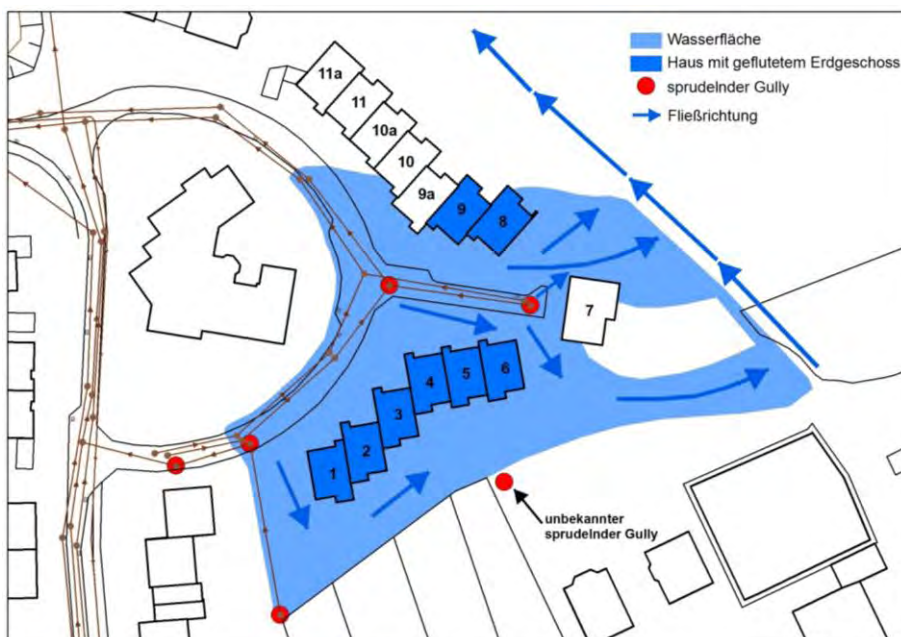 Wasserfläche
Haus mit geflutetem Erdgeschoss
sprudelnder Gully
Fließrichtung
11a
11
10a
10
9a
9
8
7
6
5
4
3
2
1
unbekannter
sprudelnder Gully